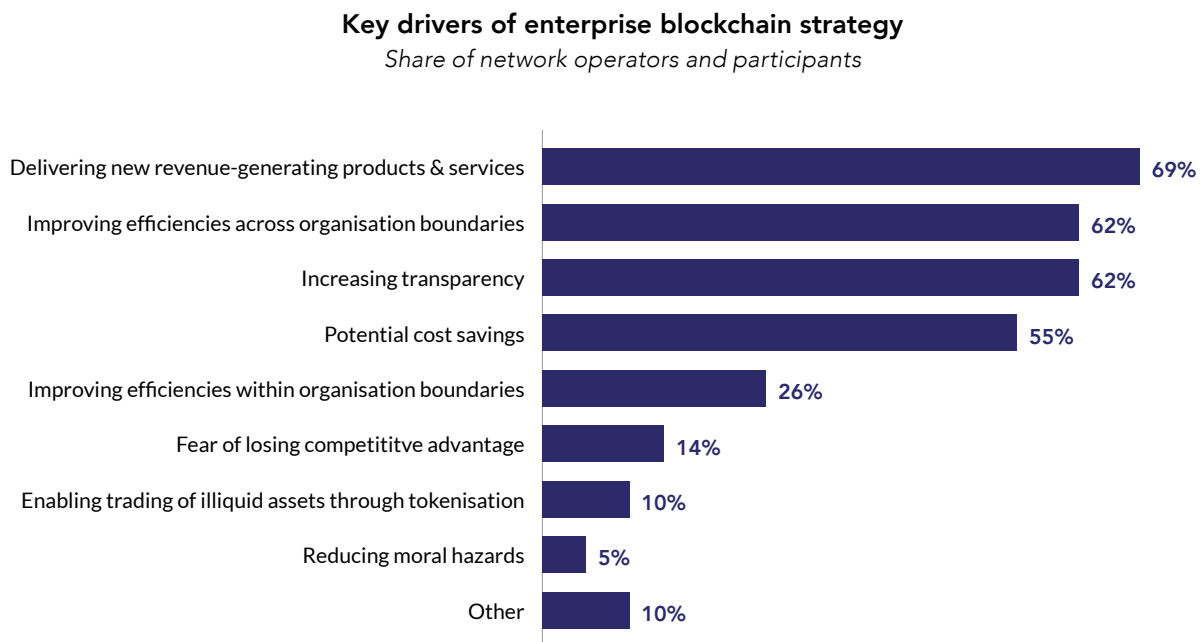 Key drivers of enterprise blockchain strategy
Share of network operators and participants
Delivering new revenue-generating products & services 69%
Improving efficiencies across organisation boundaries 62%
Increasing transparency 62%
Potential cost savings 55%
Improving efficiencies within organisation boundaries 26%
Fear of losing competititve advantage 14%
Enabling trading of illiquid assets through tokenisation 10%
Reducing moral hazards 5%
Other 10%